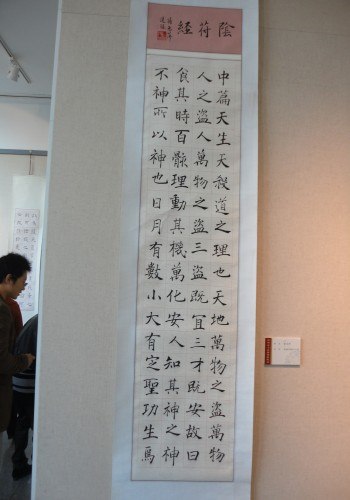 陰符經
中篇天生天殺道之理也天地萬物之盜萬物
人之盜人萬物之盜三盜既宜三才既安故曰
食其時百骸理動其機萬化安人知其神之神
不神所以神也日月有數小大有定聖功生焉